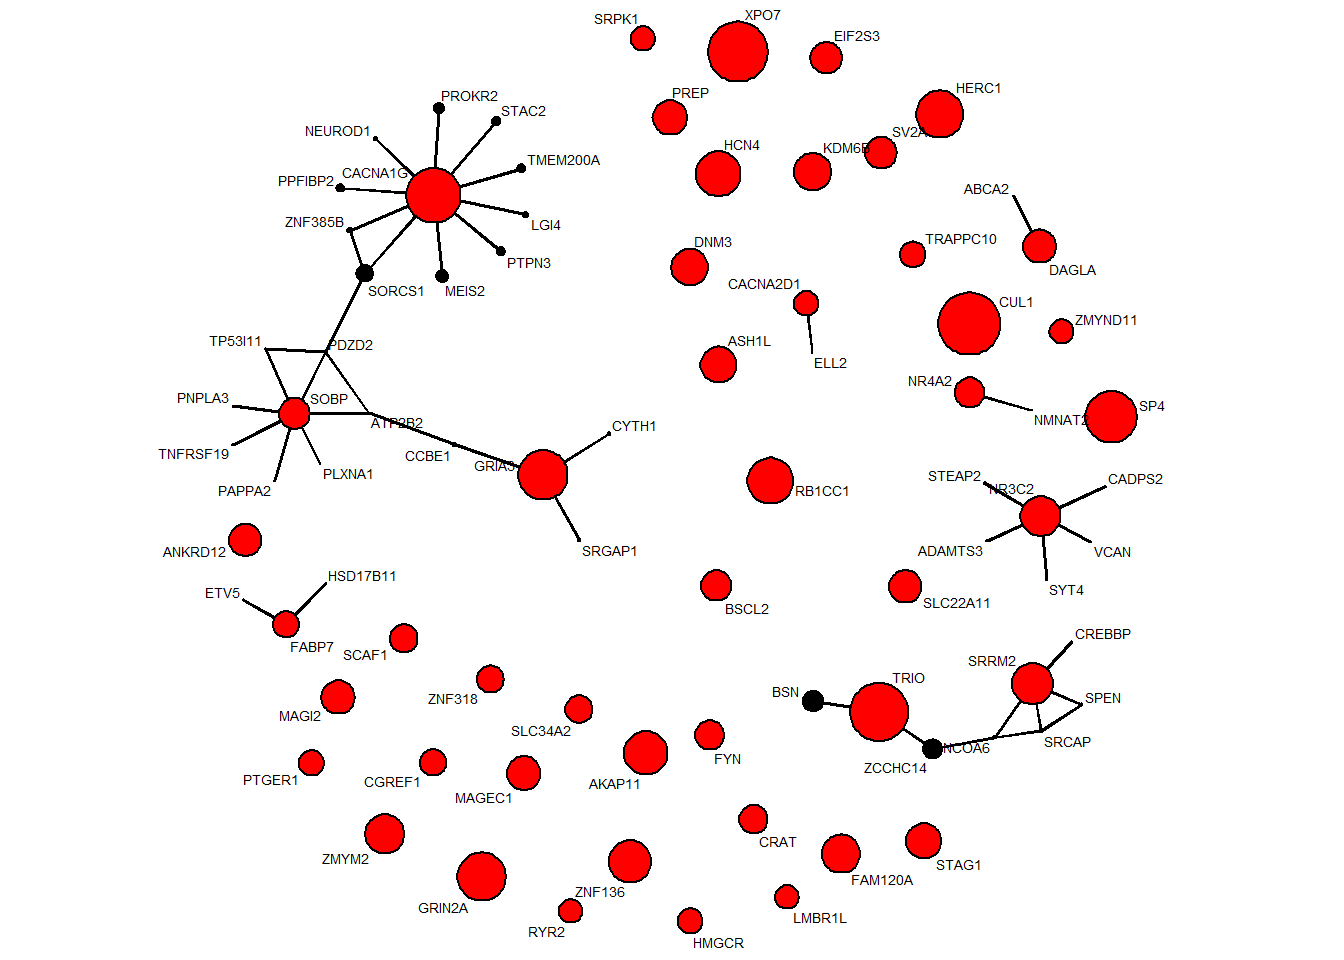 XPO7
SRPK1
EIF2S3
HERC1
PREP
PROKR2
STAC2
NEUROD1
SV2A
KDM6B
HCN4
TMEM200A
CACNA1G
PPFIBP2
ABCA2
ZNF385B
LGI4
TRAPPC10
DNM3
PTPN3
DAGLA
CACNA2D1
SORCS1
MEIS2
CUL1
ZMYND11
TP53I11
PDZD2
ASH1L
ELL2
NR4A2
PNPLA3
SOBP
SP4
NMNAT2
ATP2B2
CYTH1
TNFRSF19
CCBE1
GRIA3
PLXNA1
STEAP2
CADPS2
PAPPA2
NR3C2
RB1CC1
ANKRD12
SRGAP1
ADAMTS3
VCAN
HSD17B11
ETV5
SYT4
BSCL2
SLC22A11
FABP7
SCAF1
CREBBP
SRRM2
TRIO
BSN
SPEN
ZNF318
MAGI2
SLC34A2
SRCAP
NCOA6
FYN
ZCCHC14
PTGER1
CGREF1
AKAP11
MAGEC1
CRAT
ZMYM2
STAG1
FAM120A
ZNF136
GRIN2A
LMBR1L
RYR2
HMGCR